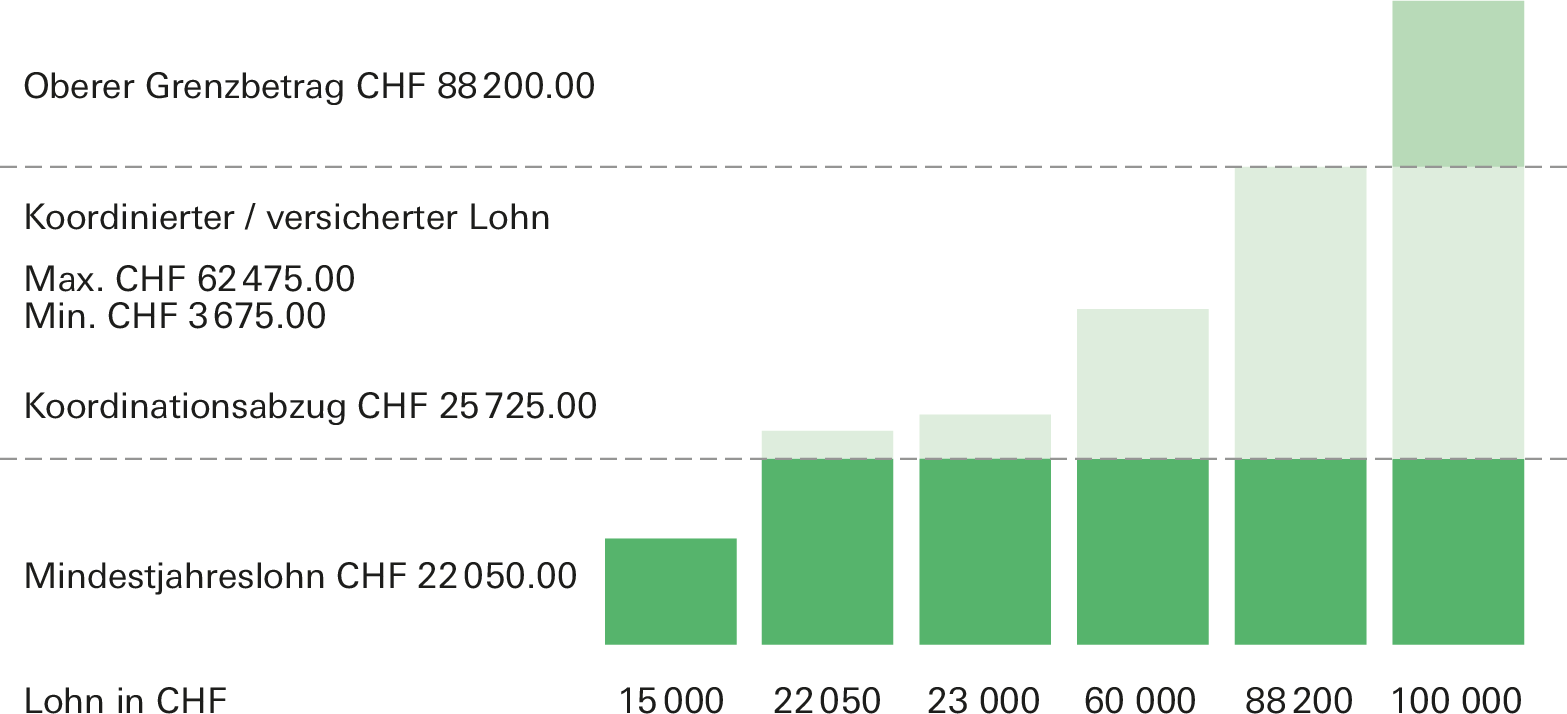 Oberer Grenzbetrag CHF 88 200.00
Koordinierter / versicherter Lohn
Max. CHF 62 475.00
Min. CHF 3 675.00
Koordinationsabzug CHF 25 725.00
Mindestjahreslohn CHF 22 050.00
Lohn in CHF 15 000 22 050 23 000 60 000 88 200 100 000